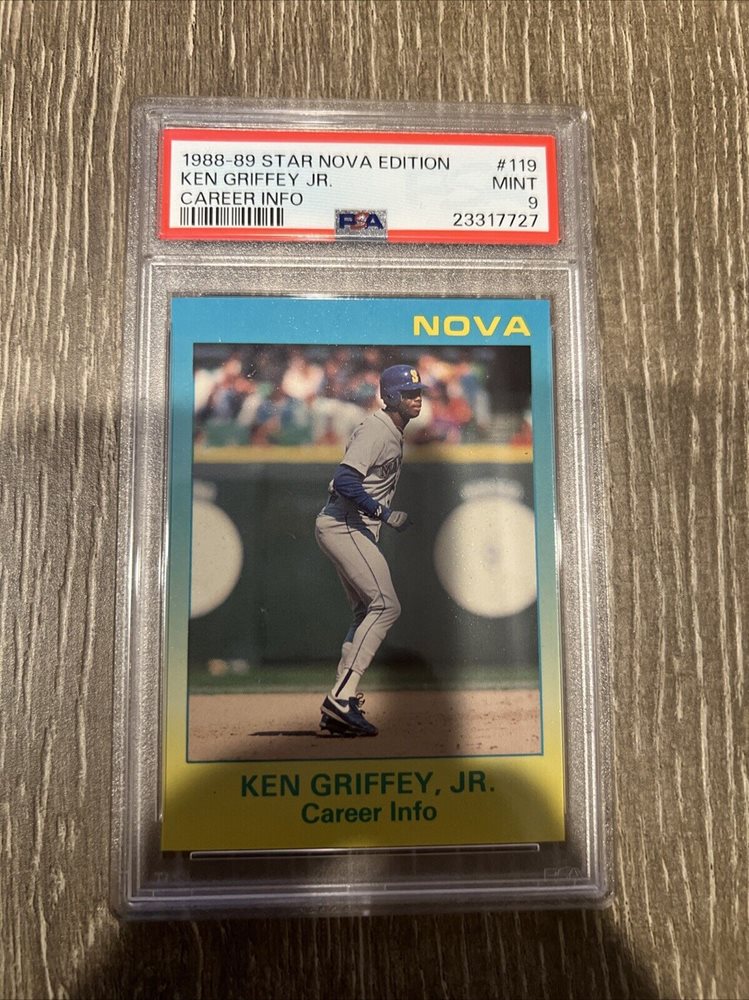 1988-89 STAR NOVA EDITION #119
KEN GRIFFEY JR. MINT
CAREER INFO 9
PSA 23317727
NOVA
S
KEN GRIFFEY, JR.
Career Info